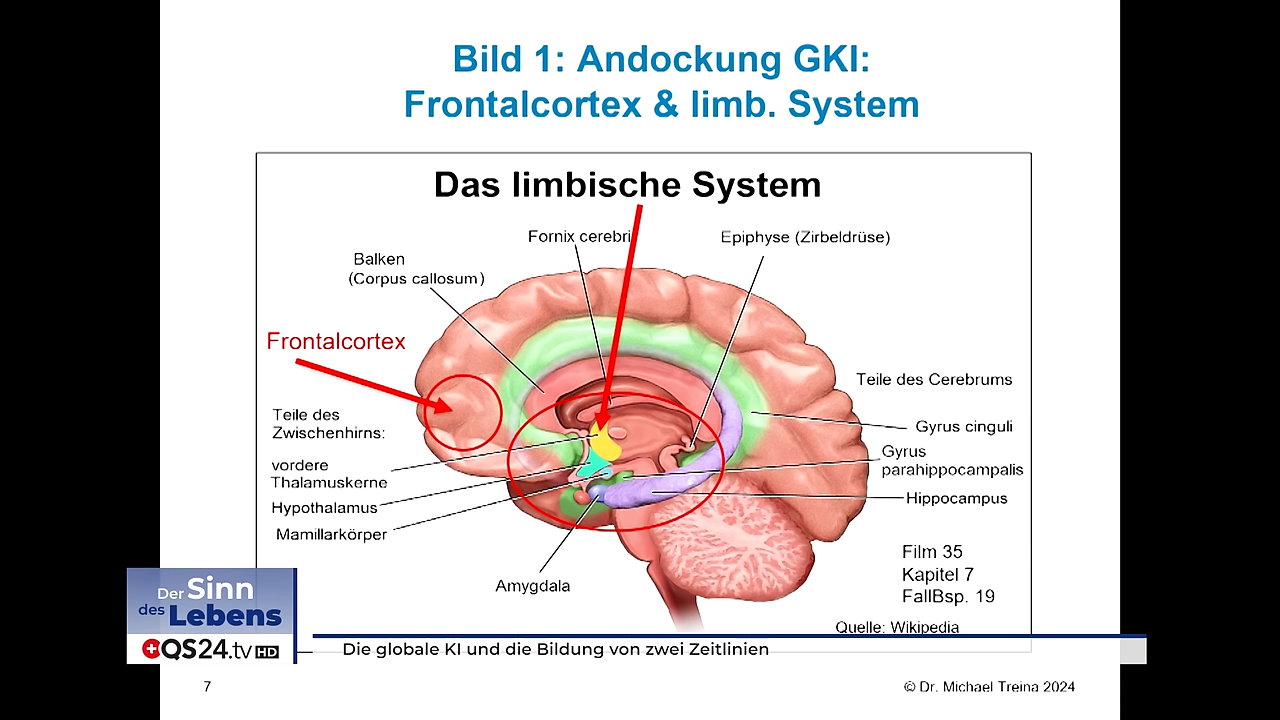 Bild 1: Andockung GKI:
Frontalcortex & limb. System
Das limbische System
Fornix cerebri
Epiphyse (Zirbeldrüse)
Balken
(Corpus callosum)
Frontalcortex
Teile des Cerebrums
Teile des
Zwischenhirns:
Gyrus cinguli
Gyrus
parahippocampalis
vordere
Thalamuskerne
Hippocampus
Hypothalamus
Mamillarkörper
Amygdala
Film 35
Kapitel 7
FallBsp. 19
Quelle: Wikipedia
Der Sinn
des Lebens
QS24.tv HD
Die globale KI und die Bildung von zwei Zeitlinien
7
© Dr. Michael Treina 2024